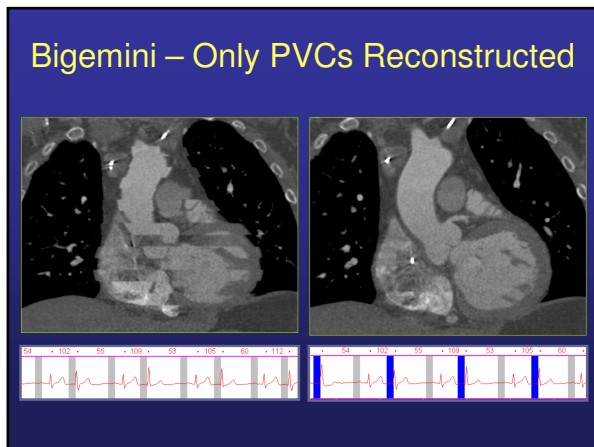 Bigemini – Only PVCs Reconstructed
54 • 102 • 55 • 109 • 53 • 105 • 60 • 112 •
• 54 • 102 • 55 • 109 • 53 • 105 • 60